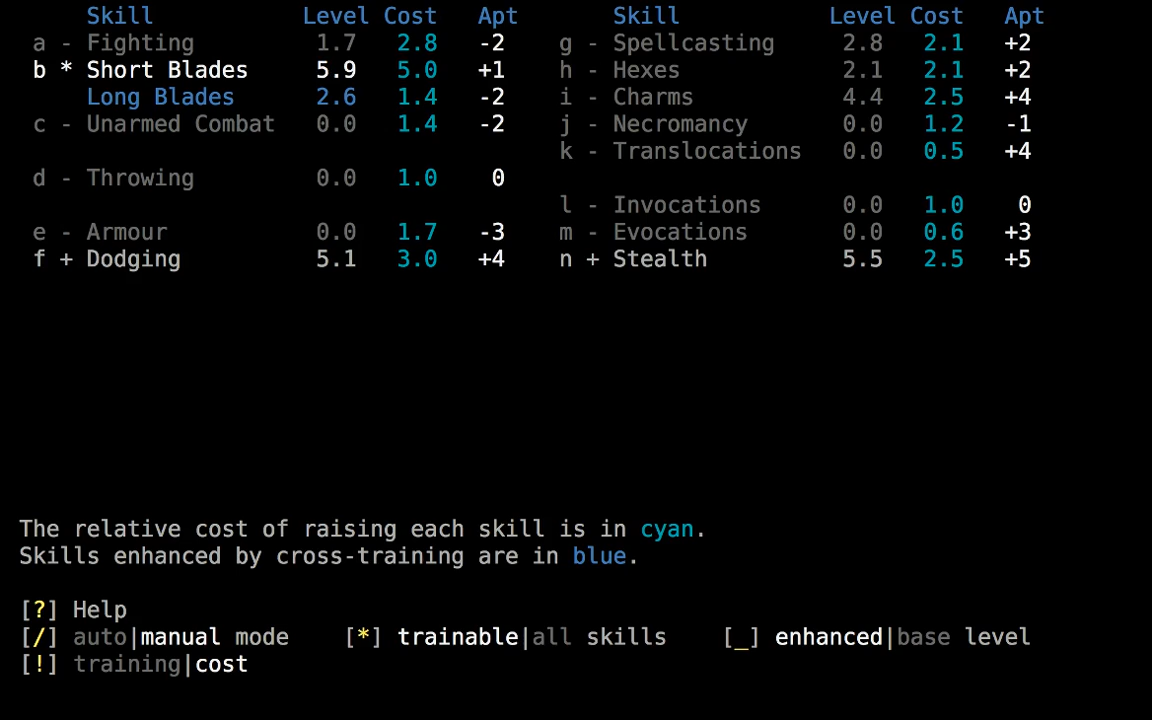 Skill Level Cost Apt Skill Level Cost Apt
a - Fighting 1.7 2.8 -2 g - Spellcasting 2.8 2.1 +2
b * Short Blades 5.9 5.0 +1 h - Hexes 2.1 2.1 +2
Long Blades 2.6 1.4 -2 i - Charms 4.4 2.5 +4
c - Unarmed Combat 0.0 1.4 -2 j - Necromancy 0.0 1.2 -1
k - Translocations 0.0 0.5 +4
d - Throwing 0.0 1.0 0
l - Invocations 0.0 1.0 0
e - Armour 0.0 1.7 -3 m - Evocations 0.0 0.6 +3
f + Dodging 5.1 3.0 +4 n + Stealth 5.5 2.5 +5
The relative cost of raising each skill is in cyan.
Skills enhanced by cross-training are in blue.
[?] Help
[/] auto|manual mode [*] trainable|all skills [_] enhanced|base level
[!] training|cost